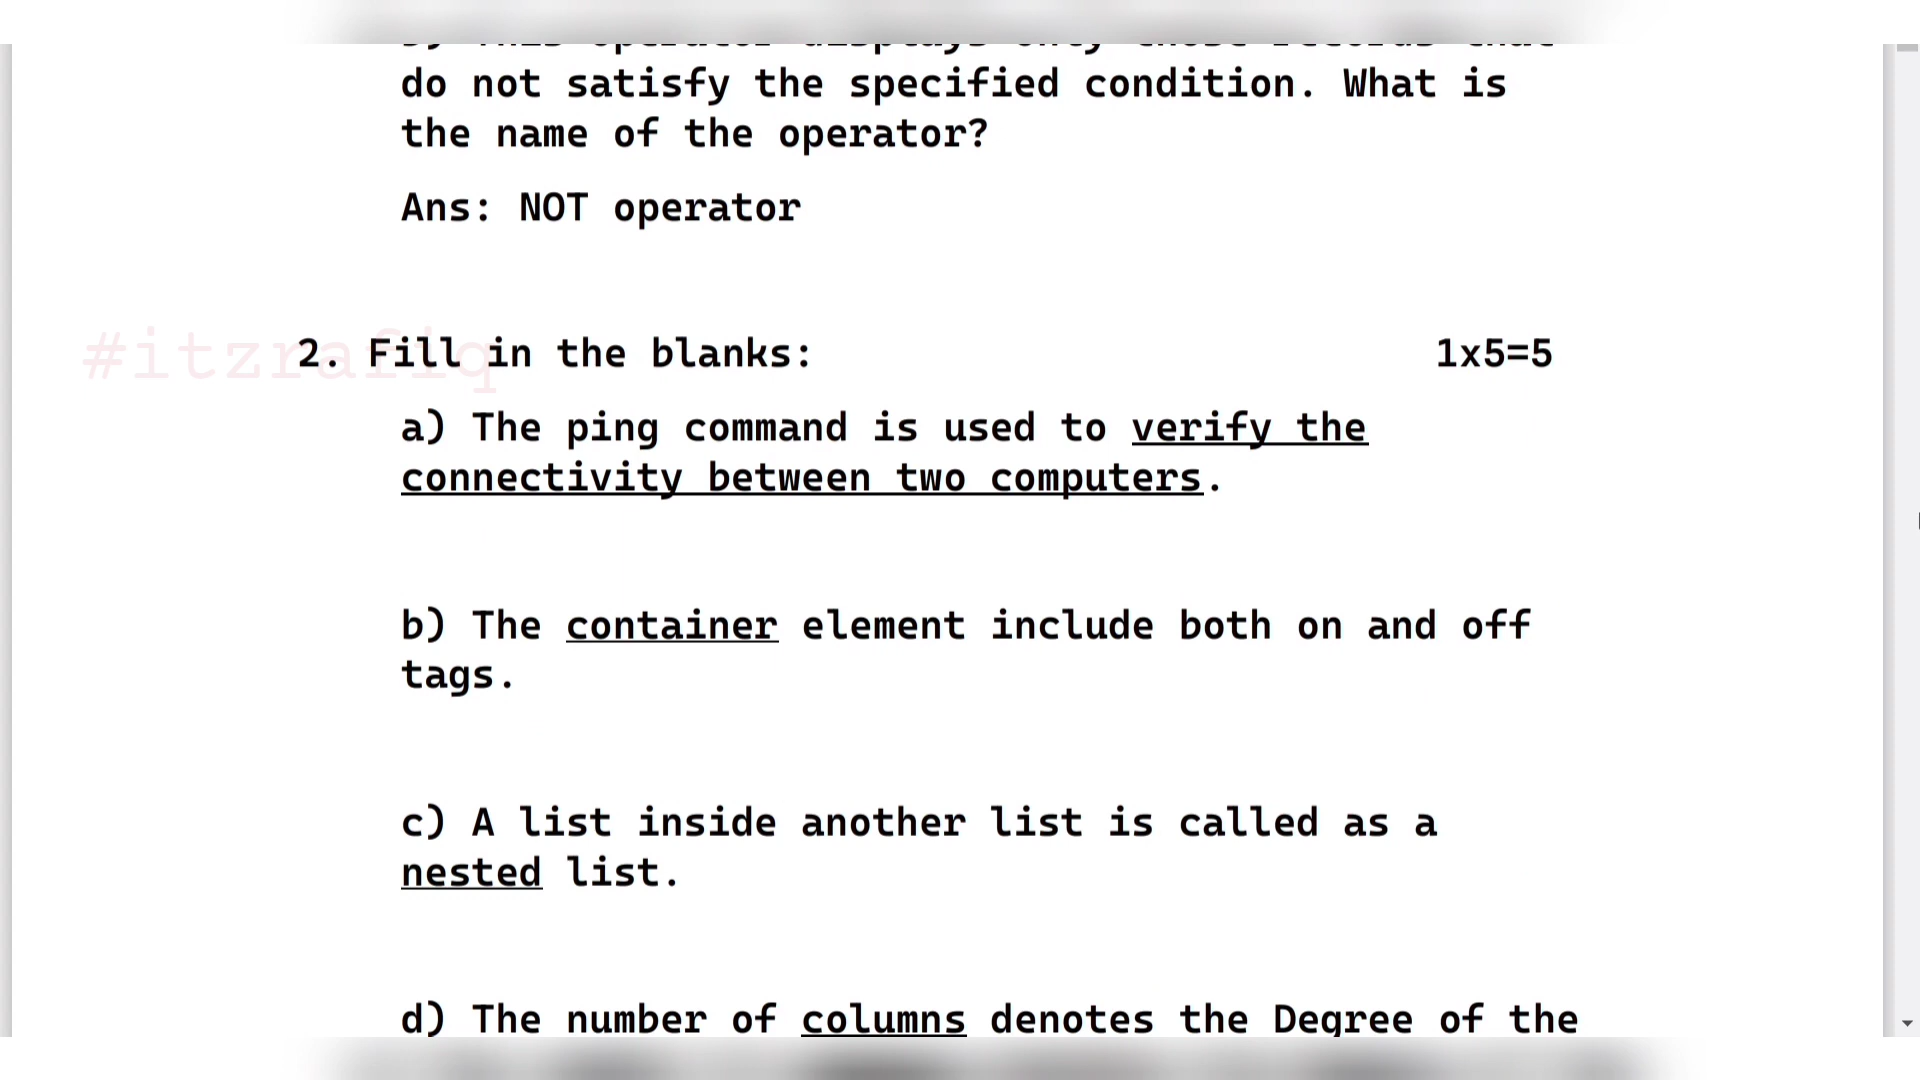 do not satisfy the specified condition. What is
the name of the operator?
Ans: NOT operator
#itzrafiq
2. Fill in the blanks: 1x5=5
a) The ping command is used to verify the
connectivity between two computers.
b) The container element include both on and off
tags.
c) A list inside another list is called as a
nested list.
d) The number of columns denotes the Degree of the